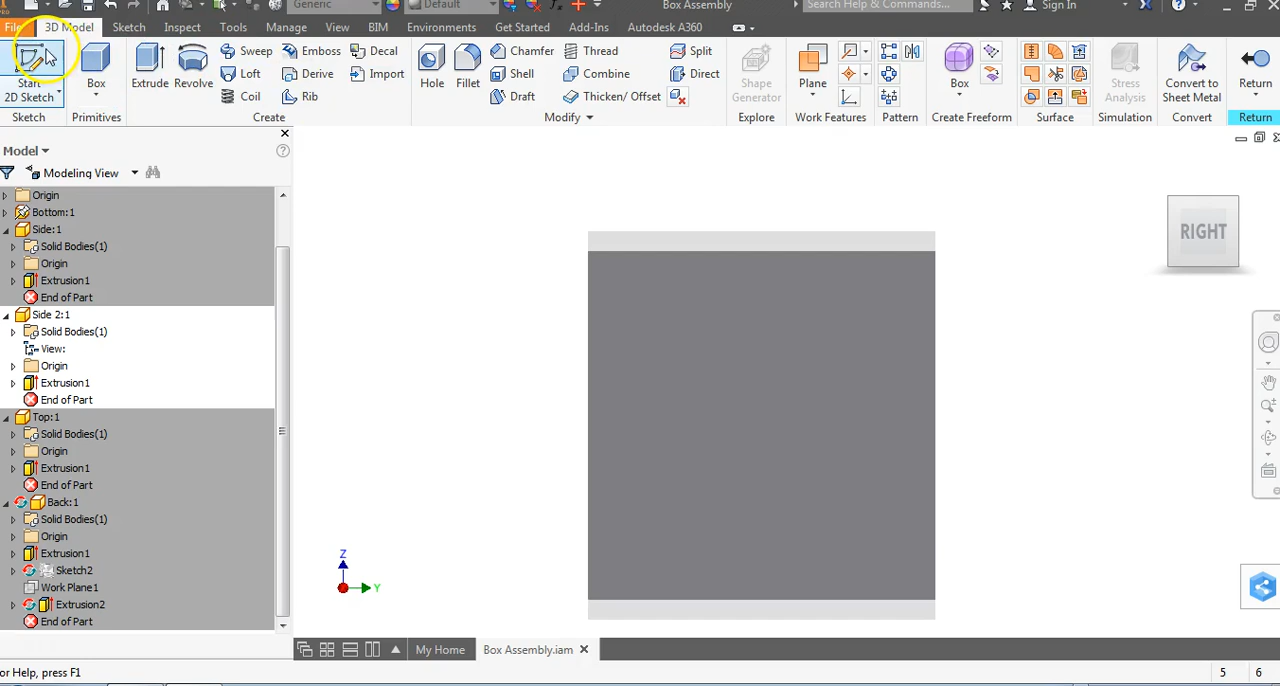 Generic
Default
Box Assembly
Search Help & Commands...
Sign In
File
3D Model
Sketch
Inspect
Tools
Manage
View
BIM
Environments
Get Started
Add-Ins
Autodesk A360
Start
2D Sketch
Box
Extrude
Revolve
Sweep
Loft
Coil
Emboss
Derive
Rib
Decal
Import
Hole
Fillet
Chamfer
Shell
Draft
Thread
Combine
Thicken/ Offset
Split
Direct
Shape
Generator
Plane
Box
Stress
Analysis
Convert to
Sheet Metal
Return
Sketch
Primitives
Create
Modify
Explore
Work Features
Pattern
Create Freeform
Surface
Simulation
Convert
Return
Model
Modeling View
Origin
Bottom:1
Side:1
Solid Bodies(1)
Origin
Extrusion1
End of Part
Side 2:1
Solid Bodies(1)
View:
Origin
Extrusion1
End of Part
Top:1
Solid Bodies(1)
Origin
Extrusion1
End of Part
Back:1
Solid Bodies(1)
Origin
Extrusion1
Sketch2
Work Plane1
Extrusion2
End of Part
RIGHT
Z
Y
My Home
Box Assembly.iam
or Help, press F1
5
6